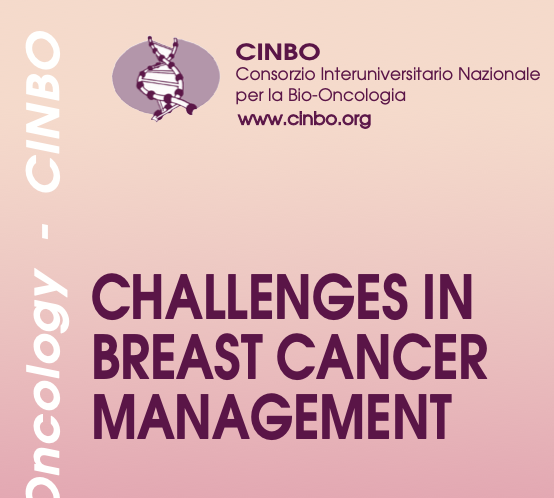 CINBO
Consorzio Interuniversitario Nazionale
per la Bio-Oncologia
www.cinbo.org
CHALLENGES IN
BREAST CANCER
MANAGEMENT
Oncology - CINBO